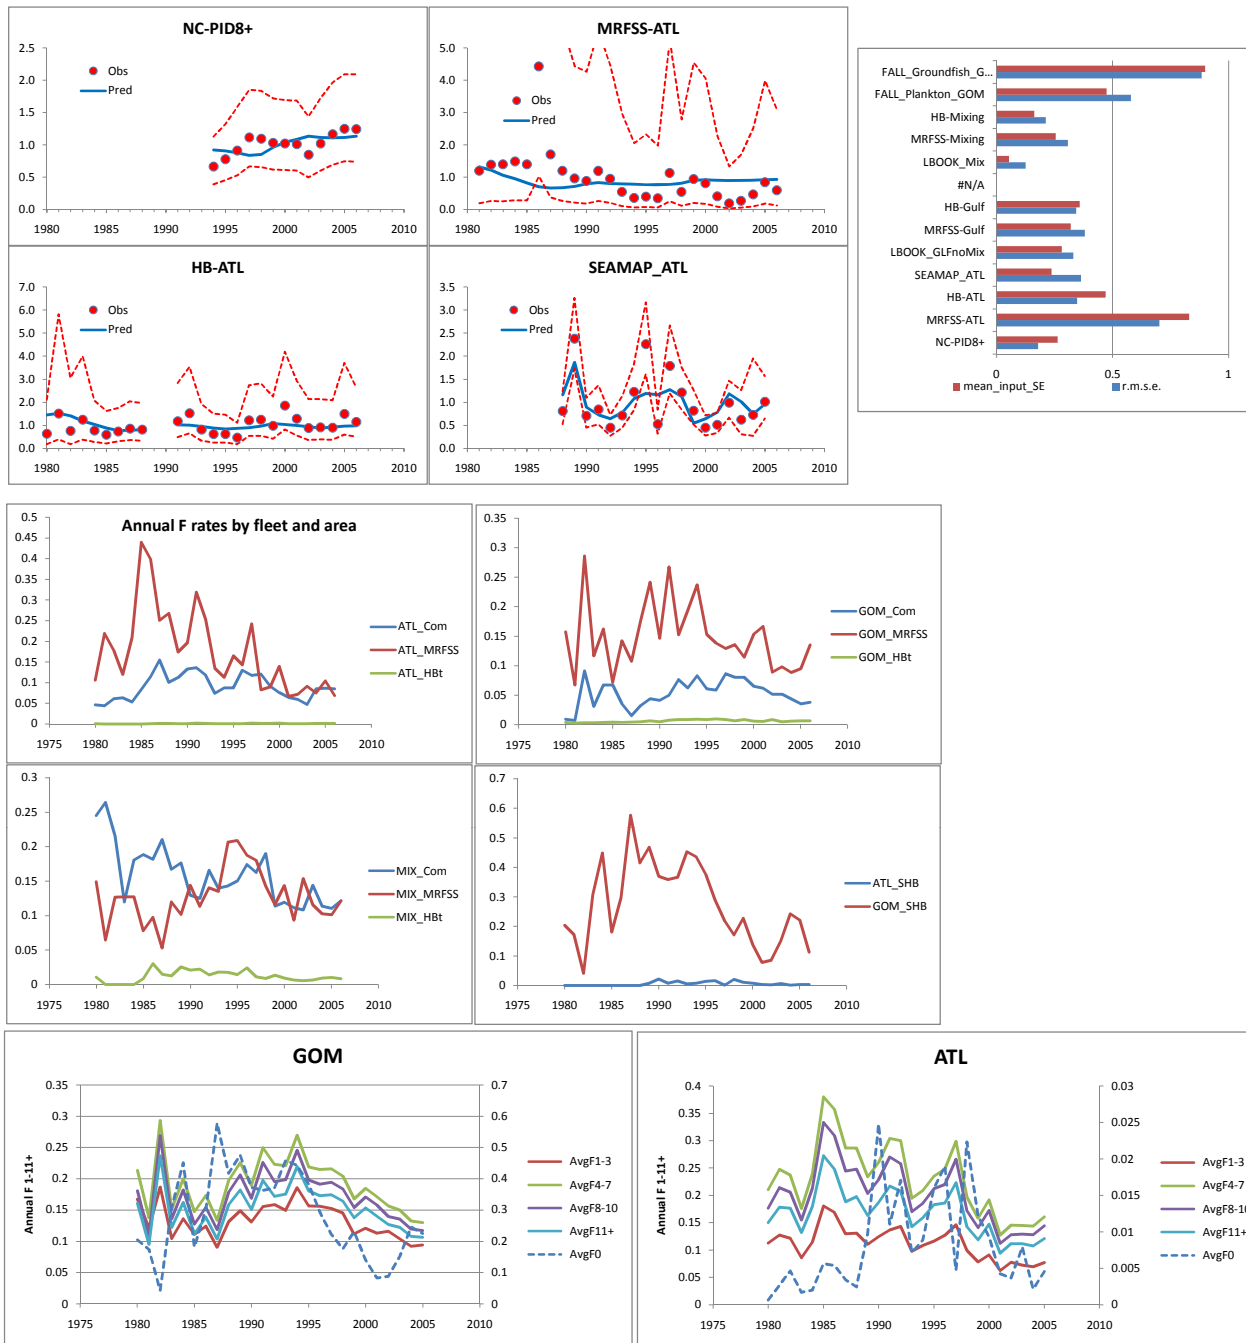 NC-PID8+
2.5
2.0
1.5
1.0
0.5
0.0
Obs
Pred
1980 1985 1990 1995 2000 2005 2010
MRFSS-ATL
5.0
4.0
3.0
2.0
1.0
0.0
Obs
Pred
1980 1985 1990 1995 2000 2005 2010
FALL_Groundfish_G...
FALL_Plankton_GOM
HB-Mixing
MRFSS-Mixing
LBOOK_Mix
#N/A
HB-Gulf
MRFSS-Gulf
LBOOK_GLFnoMix
SEAMAP_ATL
HB-ATL
MRFSS-ATL
NC-PID8+
0 0.5 1
mean_input_SE r.m.s.e.
HB-ATL
7.0
6.0
5.0
4.0
3.0
2.0
1.0
0.0
Obs
Pred
1980 1985 1990 1995 2000 2005 2010
SEAMAP_ATL
3.5
3.0
2.5
2.0
1.5
1.0
0.5
0.0
Obs
Pred
1980 1985 1990 1995 2000 2005 2010
Annual F rates by fleet and area
0.5
0.45
0.4
0.35
0.3
0.25
0.2
0.15
0.1
0.05
0
ATL_Com
ATL_MRFSS
ATL_HBt
1975 1980 1985 1990 1995 2000 2005 2010
0.35
0.3
0.25
0.2
0.15
0.1
0.05
0
GOM_Com
GOM_MRFSS
GOM_HBt
1975 1980 1985 1990 1995 2000 2005 2010
0.3
0.25
0.2
0.15
0.1
0.05
0
MIX_Com
MIX_MRFSS
MIX_HBt
1975 1980 1985 1990 1995 2000 2005 2010
0.7
0.6
0.5
0.4
0.3
0.2
0.1
0
ATL_SHB
GOM_SHB
1975 1980 1985 1990 1995 2000 2005 2010
GOM
Annual F 1-11+
0.35
0.3
0.25
0.2
0.15
0.1
0.05
0
0.7
0.6
0.5
0.4
0.3
0.2
0.1
0
AvgF1-3
AvgF4-7
AvgF8-10
AvgF11+
AvgF0
1975 1980 1985 1990 1995 2000 2005 2010
ATL
Annual F 1-11+
0.4
0.35
0.3
0.25
0.2
0.15
0.1
0.05
0
0.03
0.025
0.02
0.015
0.01
0.005
0
AvgF1-3
AvgF4-7
AvgF8-10
AvgF11+
AvgF0
1975 1980 1985 1990 1995 2000 2005 2010